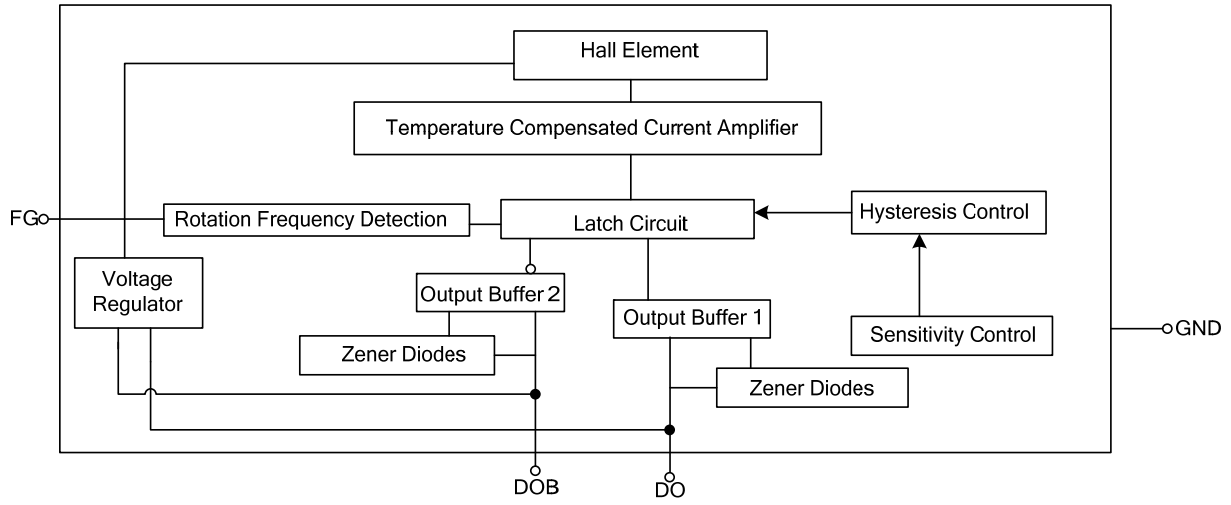 Hall Element
Temperature Compensated Current Amplifier
FG
Rotation Frequency Detection
Latch Circuit
Hysteresis Control
Voltage
Regulator
Output Buffer 2
Output Buffer 1
Sensitivity Control
GND
Zener Diodes
Zener Diodes
DOB
DO